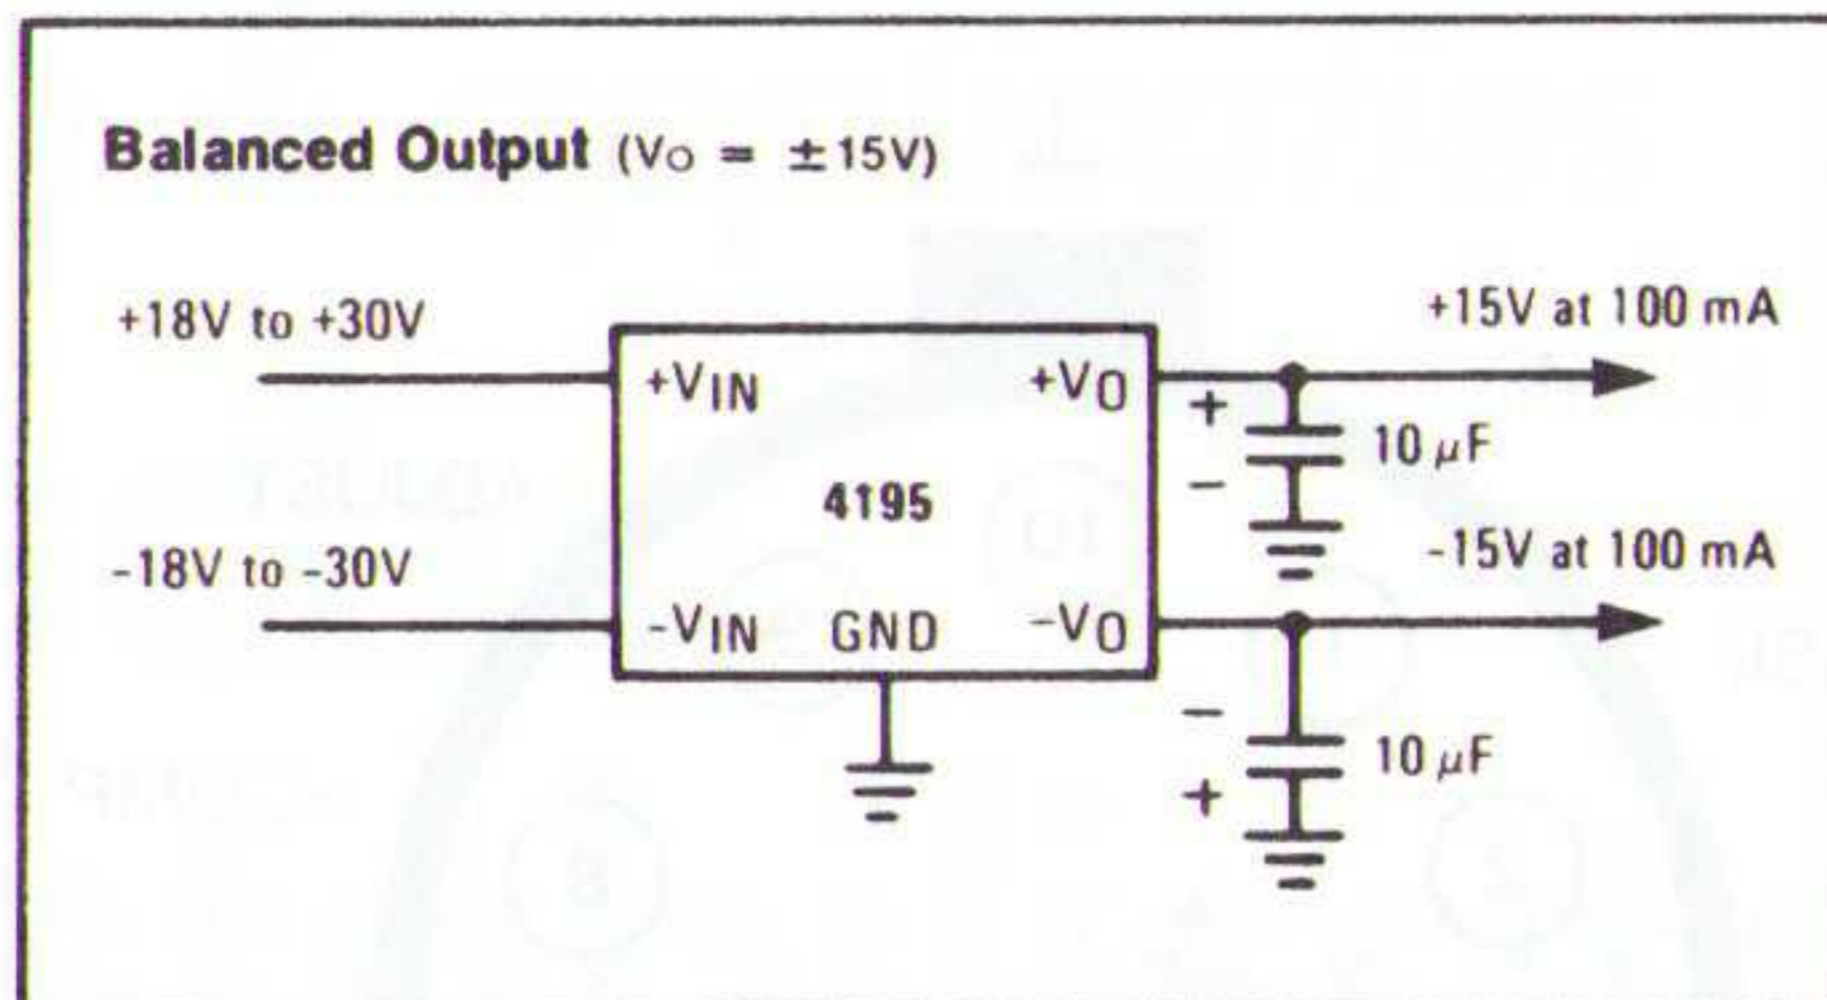 Balanced Output (VO = ±15V)
+18V to +30V
+15V at 100 mA
+VIN
+VO
+
10 μF
−
4195
-18V to -30V
-15V at 100 mA
-VIN
GND
-VO
−
10 μF
+